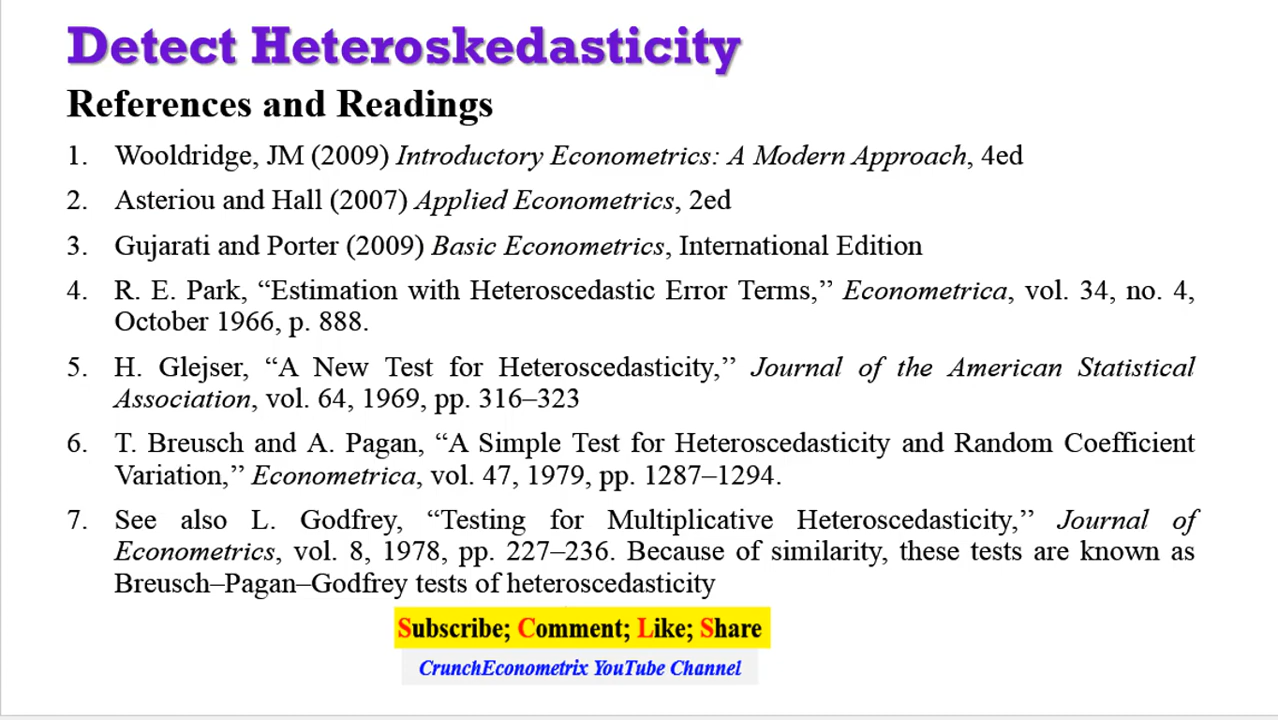 Detect Heteroskedasticity
References and Readings
1. Wooldridge, JM (2009) Introductory Econometrics: A Modern Approach, 4ed
2. Asteriou and Hall (2007) Applied Econometrics, 2ed
3. Gujarati and Porter (2009) Basic Econometrics, International Edition
4. R. E. Park, “Estimation with Heteroscedastic Error Terms,” Econometrica, vol. 34, no. 4,
October 1966, p. 888.
5. H. Glejser, “A New Test for Heteroscedasticity,” Journal of the American Statistical
Association, vol. 64, 1969, pp. 316–323
6. T. Breusch and A. Pagan, “A Simple Test for Heteroscedasticity and Random Coefficient
Variation,” Econometrica, vol. 47, 1979, pp. 1287–1294.
7. See also L. Godfrey, “Testing for Multiplicative Heteroscedasticity,” Journal of
Econometrics, vol. 8, 1978, pp. 227–236. Because of similarity, these tests are known as
Breusch–Pagan–Godfrey tests of heteroscedasticity
Subscribe; Comment; Like; Share
CrunchEconometrix YouTube Channel